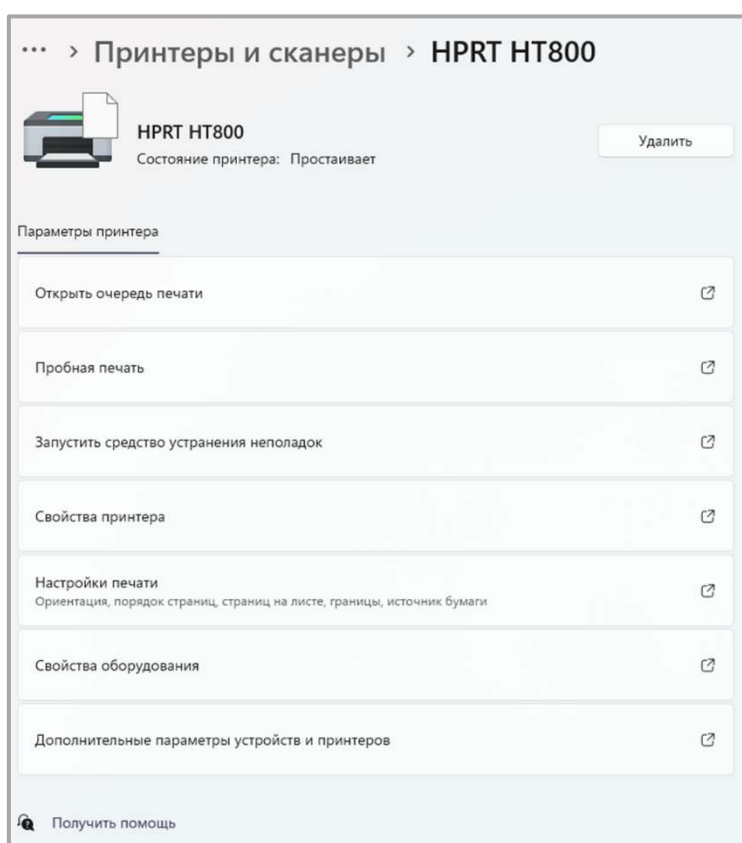 ··· > Принтеры и сканеры > HPRT HT800
HPRT HT800
Состояние принтера: Простаивает
Удалить
Параметры принтера
Открыть очередь печати
Пробная печать
Запустить средство устранения неполадок
Свойства принтера
Настройки печати
Ориентация, порядок страниц, страниц на листе, границы, источник бумаги
Свойства оборудования
Дополнительные параметры устройств и принтеров
Получить помощь